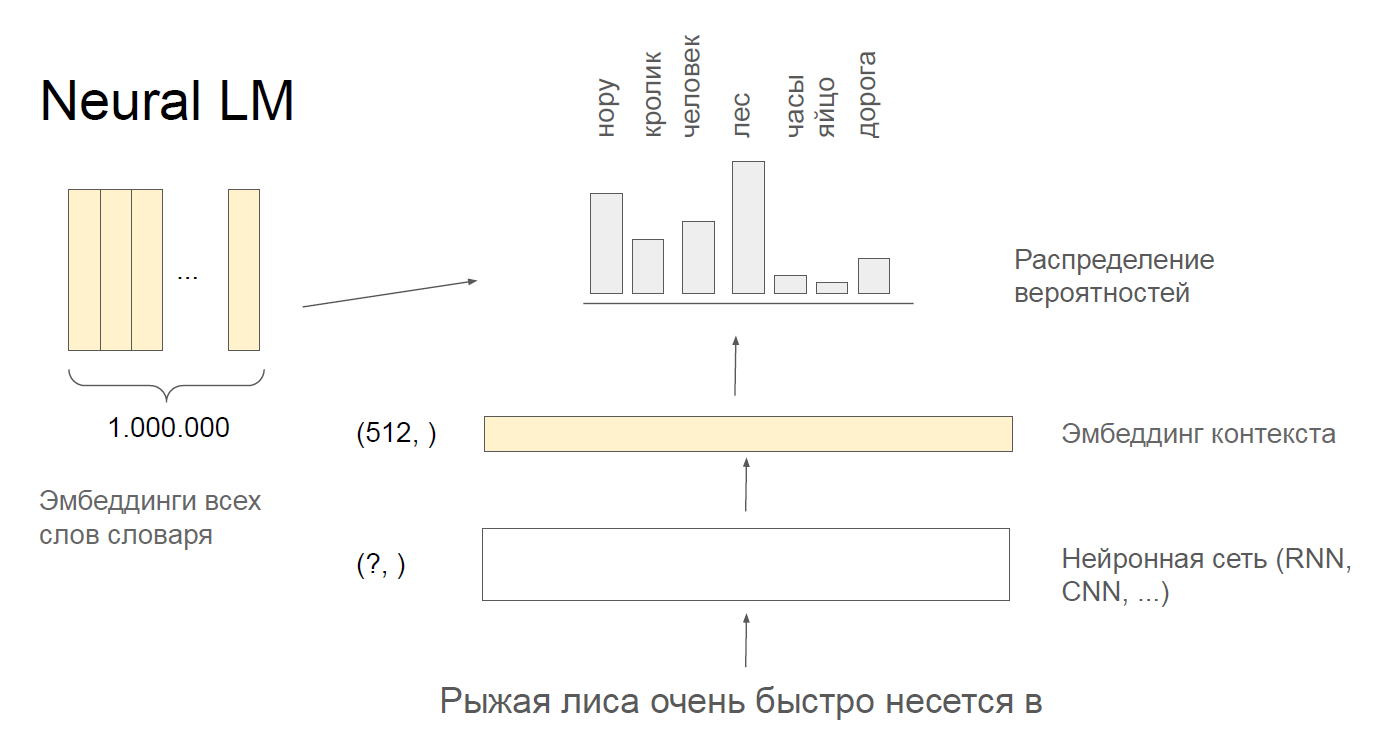 Neural LM
нору
кролик
человек
лес
часы
яйцо
дорога
...
1.000.000
Эмбеддинги всех
слов словаря
Распределение
вероятностей
(512, )
Эмбеддинг контекста
(?, )
Нейронная сеть (RNN,
CNN, ...)
Рыжая лиса очень быстро несется в